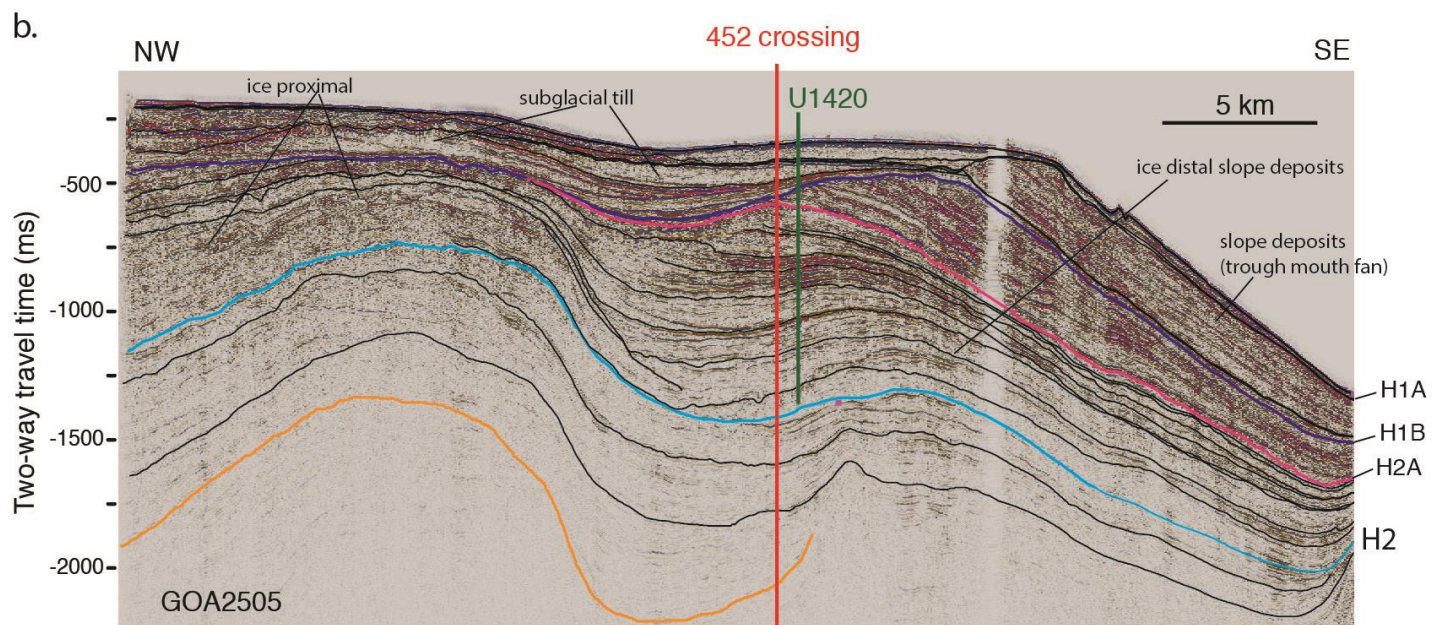 b.
NW
452 crossing
SE
ice proximal
subglacial till
U1420
5 km
ice distal slope deposits
slope deposits
(trough mouth fan)
Two-way travel time (ms)
-500
-1000
-1500
-2000
H1A
H1B
H2A
H2
GOA2505